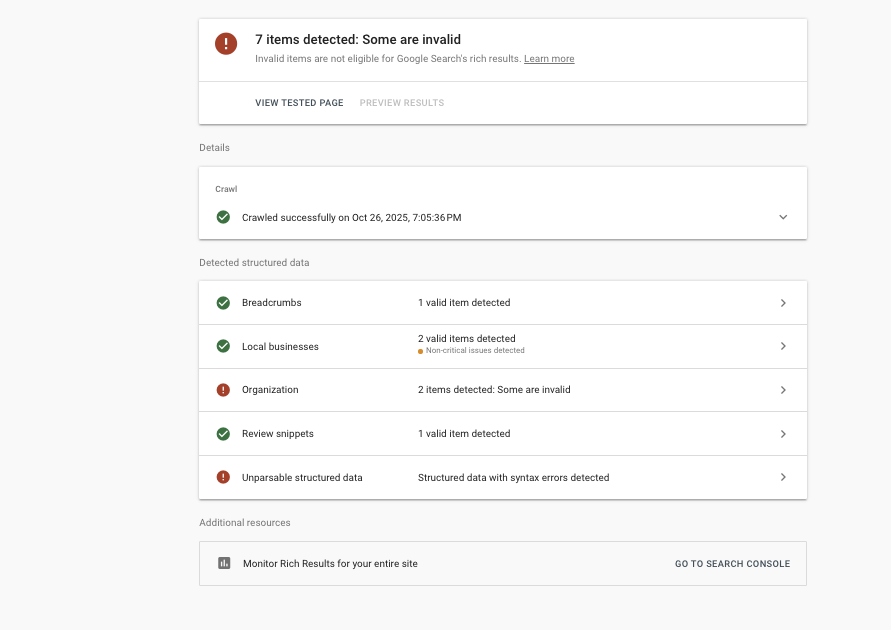 7 items detected: Some are invalid
Invalid items are not eligible for Google Search's rich results. Learn more
VIEW TESTED PAGE PREVIEW RESULTS
Details
Crawl
Crawled successfully on Oct 26, 2025, 7:05:36 PM
Detected structured data
Breadcrumbs 1 valid item detected
Local businesses 2 valid items detected
Non-critical issues detected
Organization 2 items detected: Some are invalid
Review snippets 1 valid item detected
Unparsable structured data Structured data with syntax errors detected
Additional resources
Monitor Rich Results for your entire site GO TO SEARCH CONSOLE